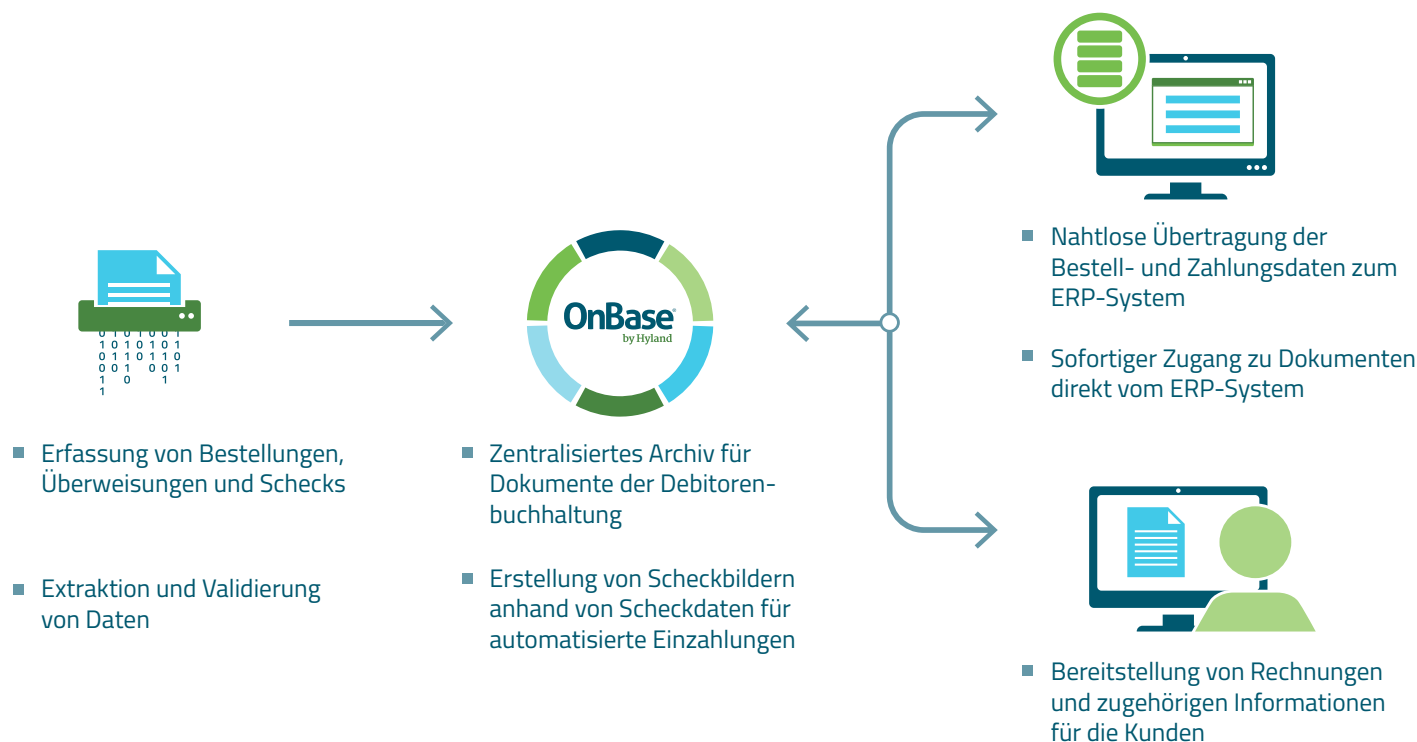 Erfassung von Bestellungen,
Überweisungen und Schecks
Extraktion und Validierung
von Daten
OnBase®
by Hyland
Zentralisiertes Archiv für
Dokumente der Debitoren-
buchhaltung
Erstellung von Scheckbildern
anhand von Scheckdaten für
automatisierte Einzahlungen
Nahtlose Übertragung der
Bestell- und Zahlungsdaten zum
ERP-System
Sofortiger Zugang zu Dokumenten
direkt vom ERP-System
Bereitstellung von Rechnungen
und zugehörigen Informationen
für die Kunden